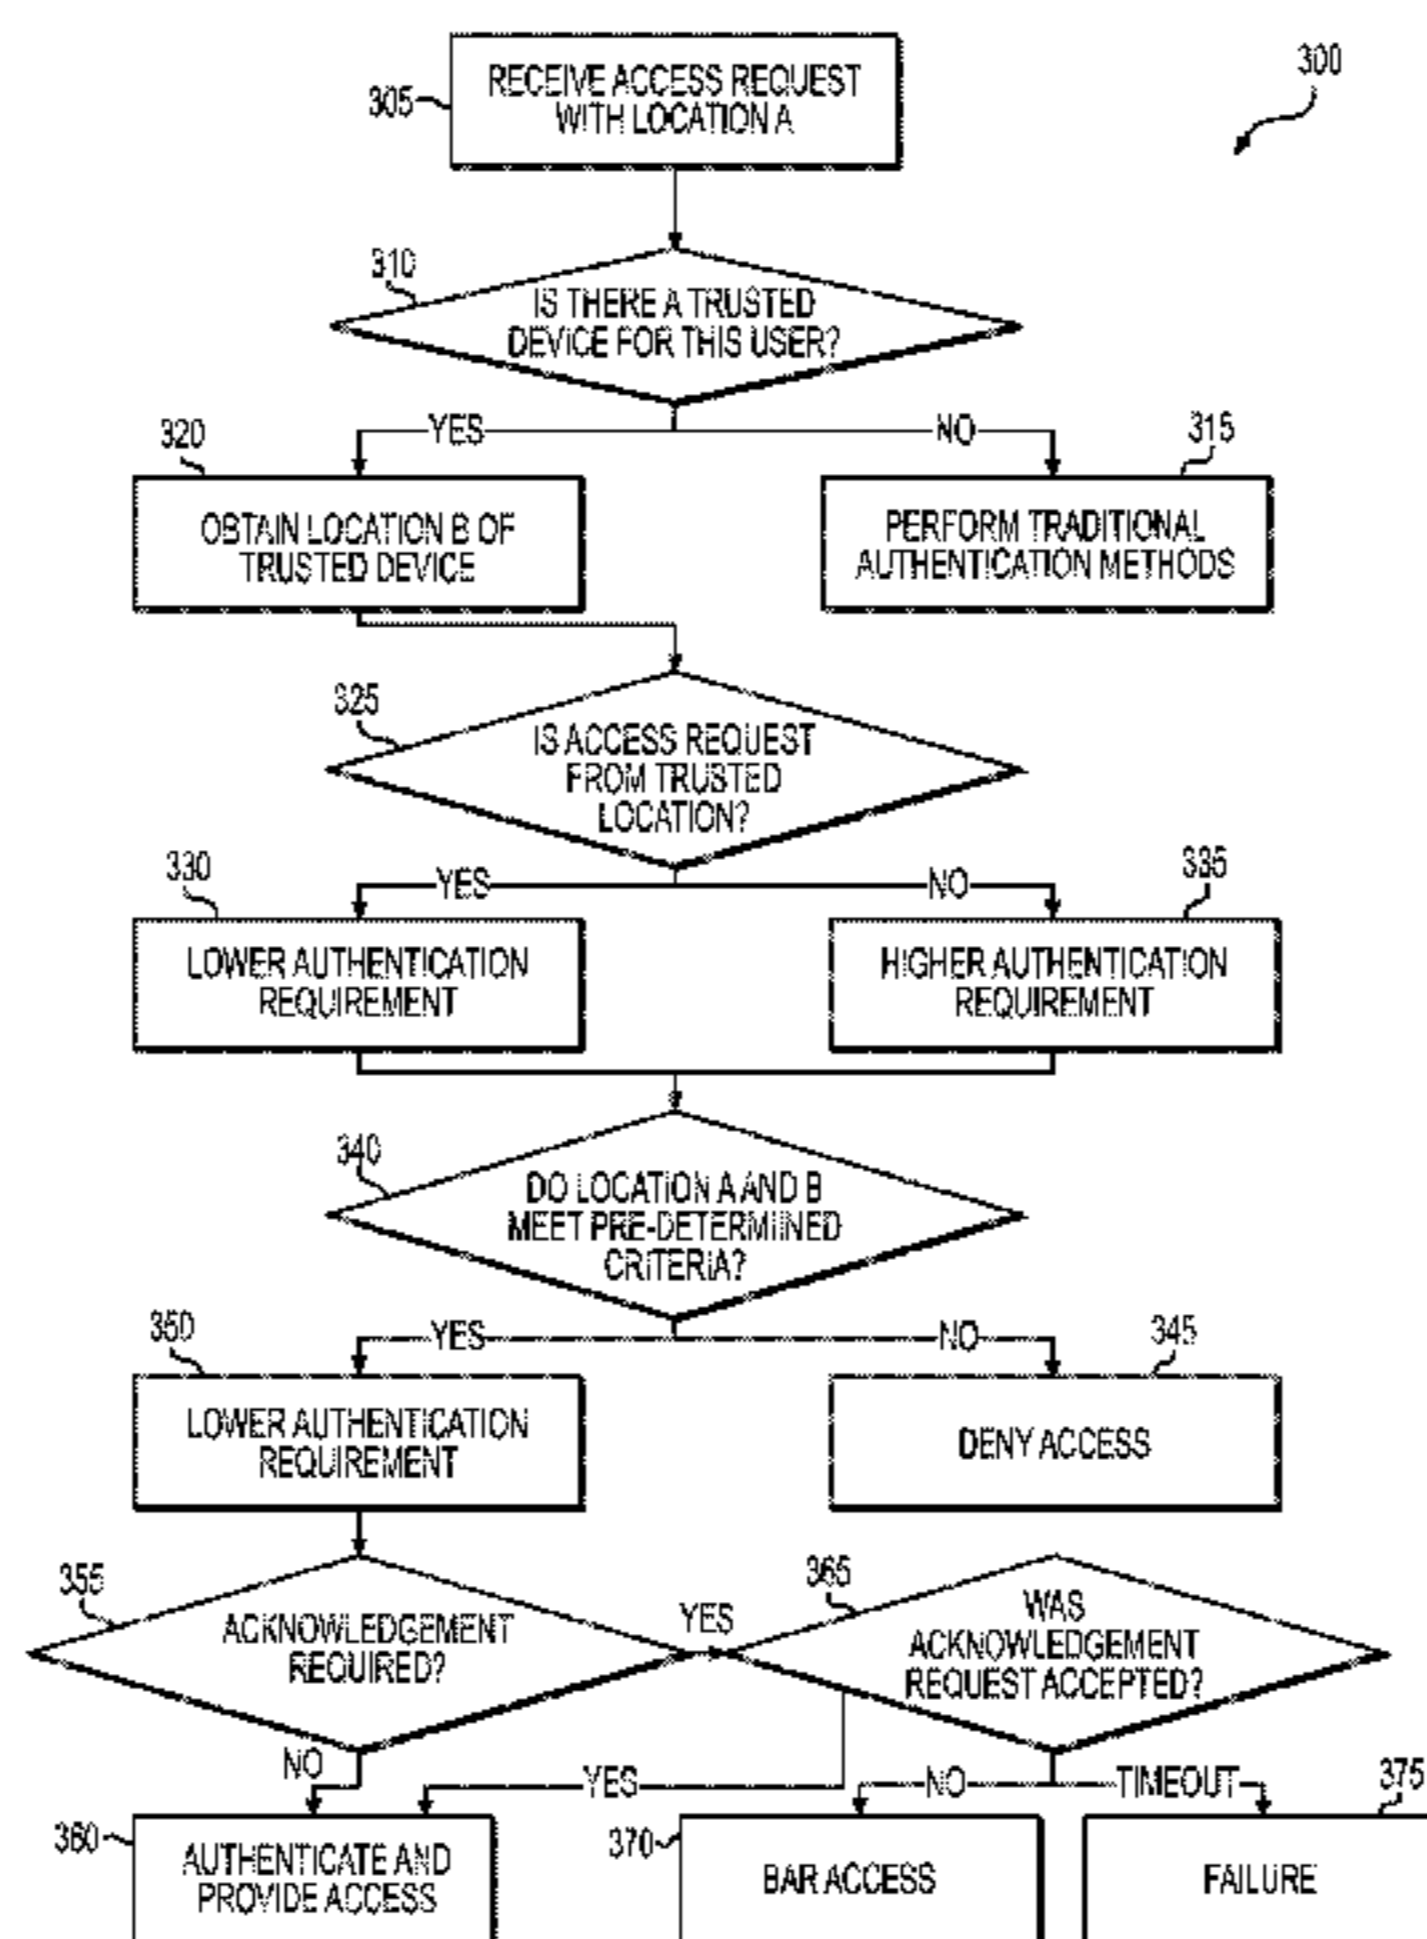 300
305
RECEIVE ACCESS REQUEST
WITH LOCATION A
310
IS THERE A TRUSTED
DEVICE FOR THIS USER?
YES
NO
320
OBTAIN LOCATION B OF
TRUSTED DEVICE
315
PERFORM TRADITIONAL
AUTHENTICATION METHODS
325
IS ACCESS REQUEST
FROM TRUSTED
LOCATION?
YES
NO
330
LOWER AUTHENTICATION
REQUIREMENT
335
HIGHER AUTHENTICATION
REQUIREMENT
340
DO LOCATION A AND B
MEET PRE-DETERMINED
CRITERIA?
YES
NO
350
LOWER AUTHENTICATION
REQUIREMENT
345
DENY ACCESS
355
ACKNOWLEDGEMENT
REQUIRED?
YES
365
WAS
ACKNOWLEDGEMENT
REQUEST ACCEPTED?
NO
YES
NO
TIMEOUT
360
AUTHENTICATE AND
PROVIDE ACCESS
370
BAR ACCESS
375
FAILURE